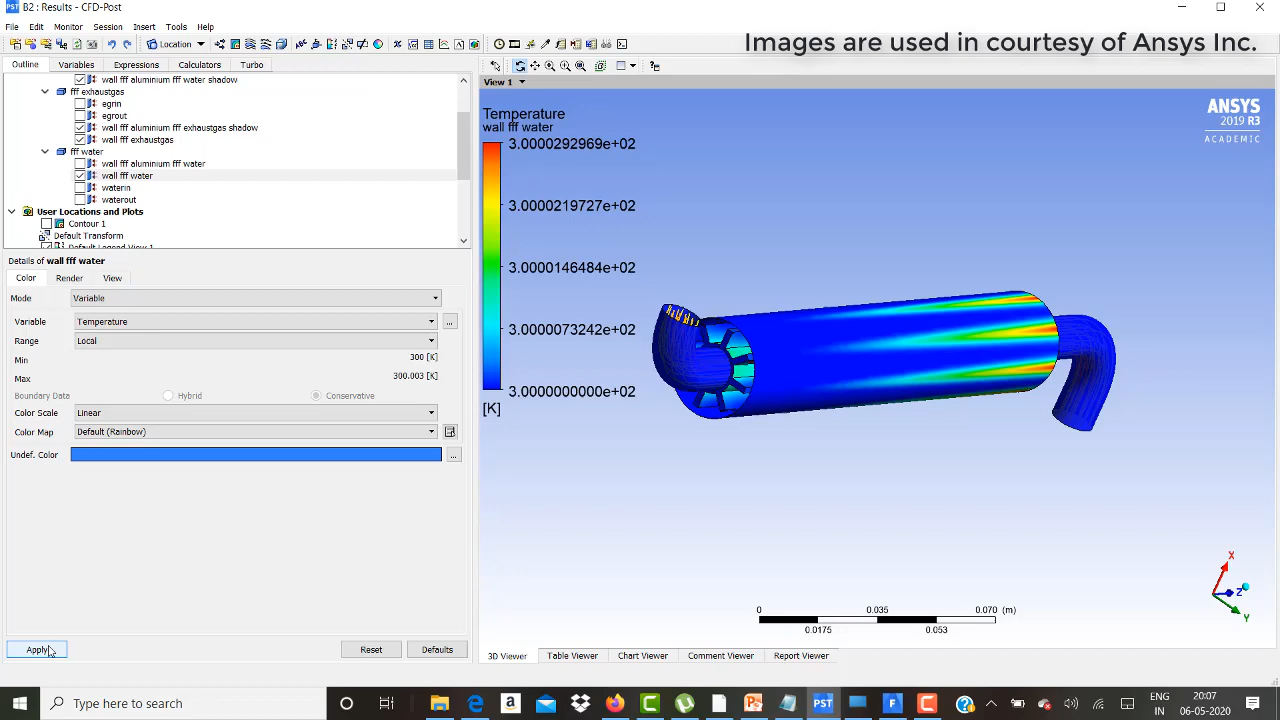 B2 : Results - CFD-Post
File Edit Monitor Session Insert Tools Help
Images are used in courtesy of Ansys Inc.
Location
Outline Variables Expressions Calculators Turbo
View 1
wall aluminium fff water shadow
fff exhaustgas
egrin
egrout
wall aluminium fff exhaustgas shadow
wall fff exhaustgas
fff water
wall fff aluminium fff water
wall fff water
waterin
waterout
User Locations and Plots
Contour 1
Default Transform
Default Legend View 1
Details of wall fff water
Color Render View
Mode Variable
Variable Temperature
Range Local
Min 300 [K]
Max 300.003 [K]
Boundary Data Hybrid Conservative
Color Scale Linear
Color Map Default (Rainbow)
Undef. Color
Apply Reset Defaults
Temperature
wall fff water
3.0000292969e+02
3.0000219727e+02
3.0000146484e+02
3.0000073242e+02
3.0000000000e+02
[K]
ANSYS
2019 R3
ACADEMIC
X
Z
Y
0 0.035 0.070 (m)
0.0175 0.053
3D Viewer Table Viewer Chart Viewer Comment Viewer Report Viewer
Type here to search
PST
ENG
IN
20:07
06-05-2020